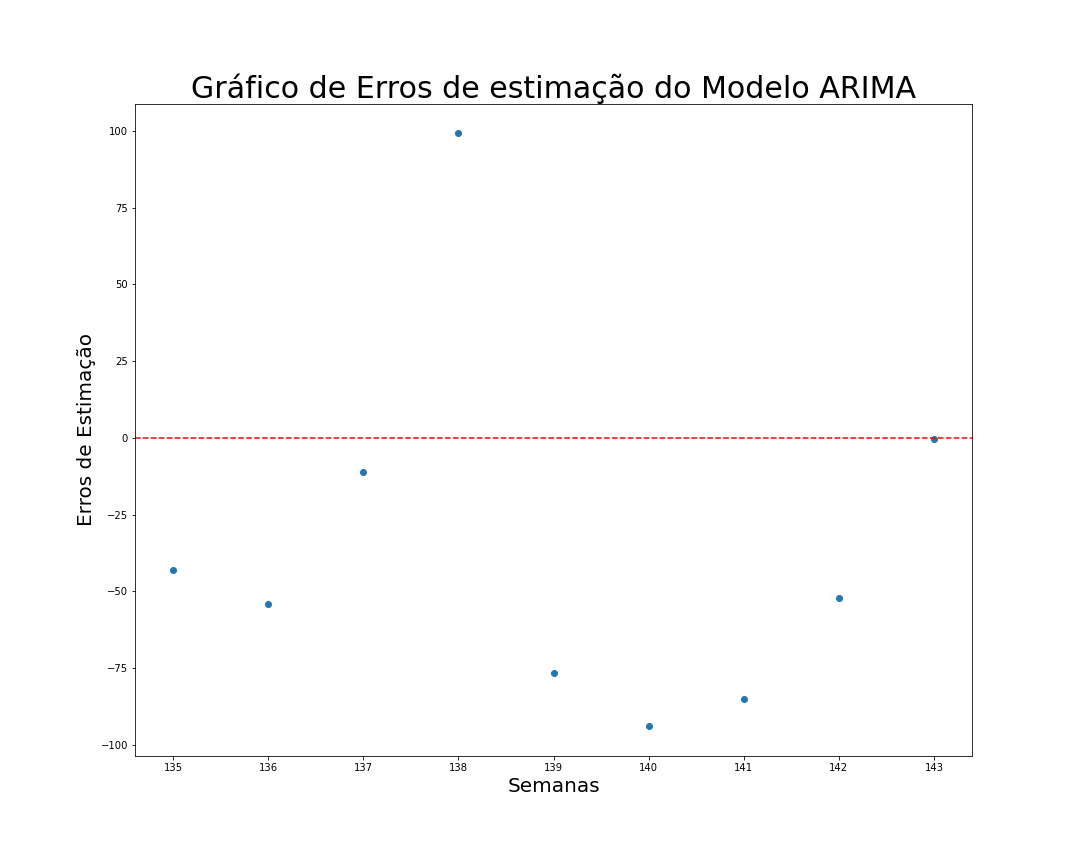 Gráfico de Erros de estimação do Modelo ARIMA
100
75
50
25
0
−25
−50
−75
−100
Erros de Estimação
135 136 137 138 139 140 141 142 143
Semanas